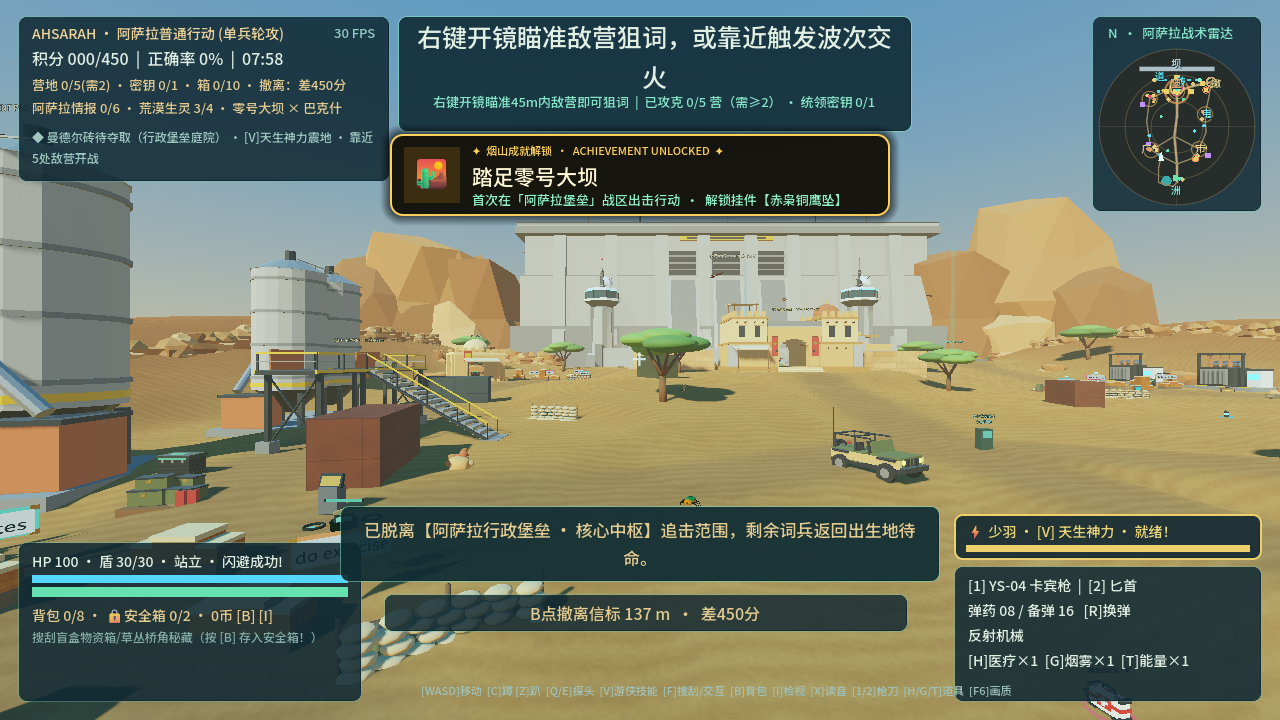 AHSARAH · 阿萨拉普通行动 (单兵轮攻) 30 FPS
积分 000/450 | 正确率 0% | 07:58
营地 0/5(需2) · 密钥 0/1 · 箱 0/10 · 撤离：差450分
阿萨拉情报 0/6 · 荒漠生灵 3/4 · 零号大坝 × 巴克什
◆ 曼德尔砖待夺取（行政堡垒庭院） · [V]天生神力震地 · 靠近
5处敌营开战
右键开镜瞄准敌营狙词，或靠近触发波次交
火
右键开镜瞄准45m内敌营即可狙词 | 已攻克 0/5 营（需≥2） · 统领密钥 0/1
✦ 烟山成就解锁 · ACHIEVEMENT UNLOCKED ✦
踏足零号大坝
首次在「阿萨拉堡垒」战区出击行动 · 解锁挂件【赤枭铜鹰坠】
N · 阿萨拉战术雷达
坝
道
电
市
洲
do exercise
已脱离【阿萨拉行政堡垒 · 核心中枢】追击范围，剩余词兵返回出生地待
命。
B点撤离信标 137 m · 差450分
HP 100 · 盾 30/30 · 站立 · 闪避成功!
背包 0/8 · 🔒 安全箱 0/2 · 0币 [B] [I]
搜刮盲盒物资箱/草丛桥角秘藏（按 [B] 存入安全箱！）
⚡ 少羽 · [V] 天生神力 · 就绪!
[1] YS-04 卡宾枪 | [2] 匕首
弹药 08 / 备弹 16 [R]换弹
反射机械
[H]医疗×1 [G]烟雾×1 [T]能量×1
[WASD]移动 [C]蹲 [Z]趴 [Q/E]探头 [V]游侠技能 [F]搜刮/交互 [B]背包 [I]检视 [X]读音 [1/2]枪刀 [H/G/T]道具 [F6]画质